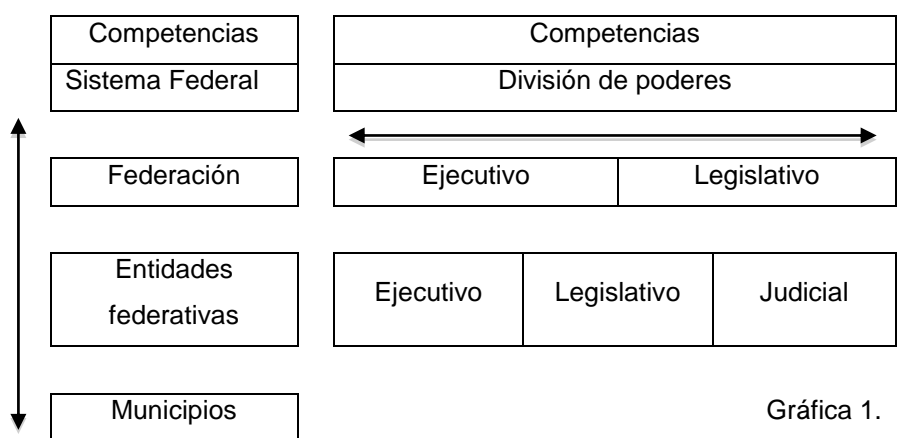 Competencias
Competencias
Sistema Federal
División de poderes
Federación
Ejecutivo
Legislativo
Entidades
federativas
Ejecutivo
Legislativo
Judicial
Municipios
Gráfica 1.